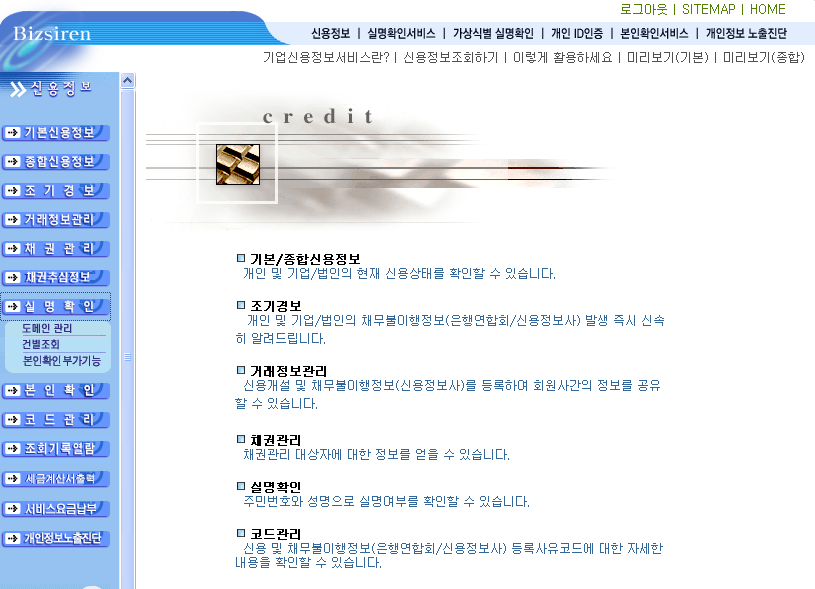 로그아웃 | SITEMAP | HOME
Bizsiren
신용정보 | 실명확인서비스 | 가상식별 실명확인 | 개인 ID인증 | 본인확인서비스 | 개인정보 노출진단
기업신용정보서비스란? | 신용정보조회하기 | 이렇게 활용하세요 | 미리보기(기본) | 미리보기(종합)
신용정보
기본신용정보
종합신용정보
조 기 경 보
거래정보관리
채 권 관 리
채권추심정보
실 명 확 인
도메인 관리
건별조회
본인확인부가기능
본 인 확 인
코 드 관 리
조회기록열람
세금계산서출력
서비스요금납부
개인정보노출진단
credit
기본/종합신용정보
개인 및 기업/법인의 현재 신용상태를 확인할 수 있습니다.
조기경보
개인 및 기업/법인의 채무불이행정보(은행연합회/신용정보사) 발생 즉시 신속
히 알려드립니다.
거래정보관리
신용개설 및 채무불이행정보(신용정보사)를 등록하여 회원사간의 정보를 공유
할 수 있습니다.
채권관리
채권관리 대상자에 대한 정보를 얻을 수 있습니다.
실명확인
주민번호와 성명으로 실명여부를 확인할 수 있습니다.
코드관리
신용 및 채무불이행정보(은행연합회/신용정보사) 등록사유코드에 대한 자세한
내용을 확인할 수 있습니다.